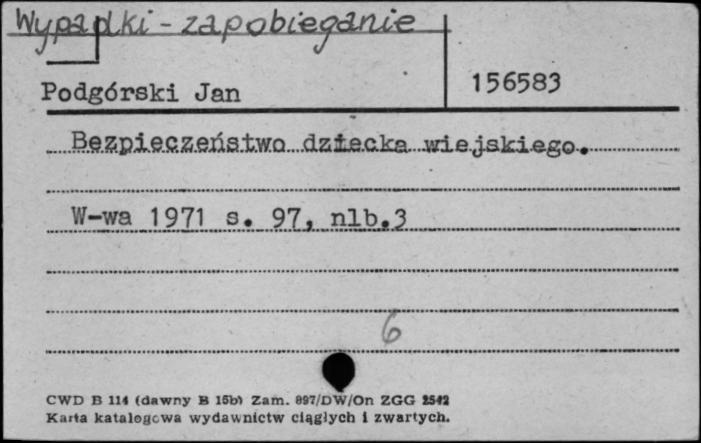 Wypadki - zapobieganie
Podgórski Jan
156583
Bezpieczeństwo dziecka wiejskiego.
W-wa 1971 s. 97, nlb.3
6
CWD B 114 (dawny B 15b) Zam. 897/DW/On ZGG 2542
Karta katalogowa wydawnictw ciągłych i zwartych.